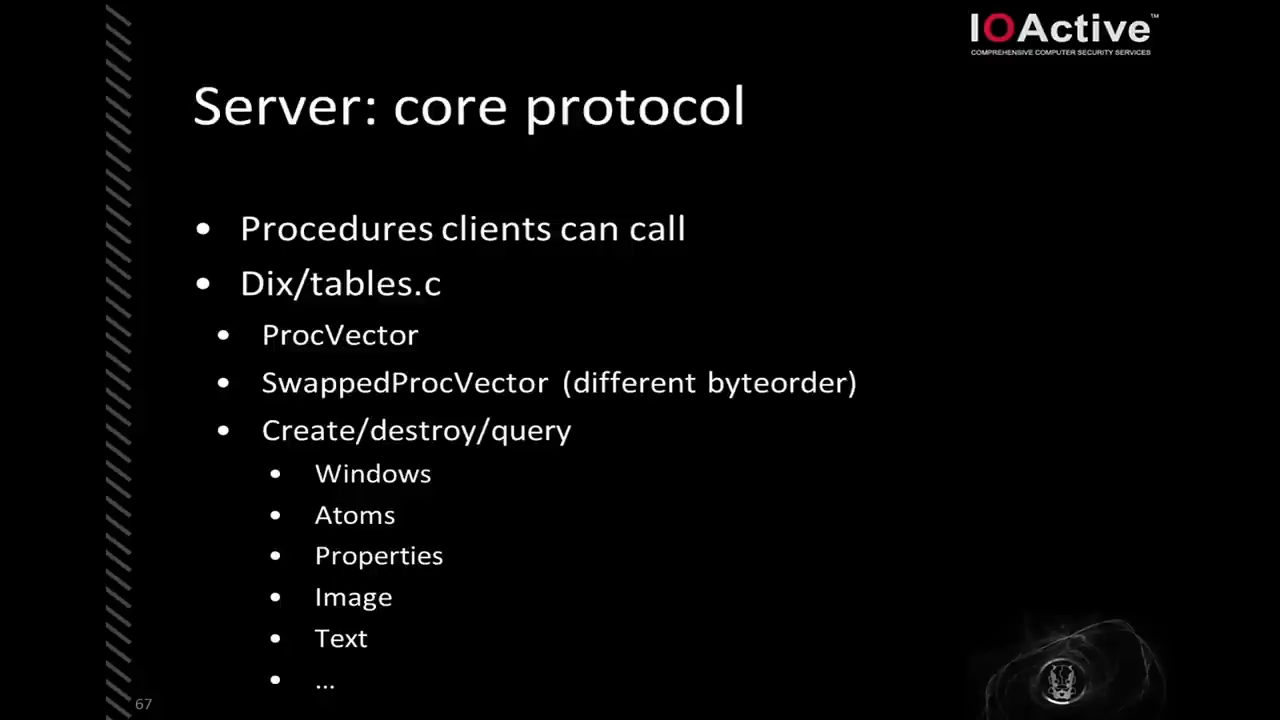 IOActive™
COMPREHENSIVE COMPUTER SECURITY SERVICES
Server: core protocol
• Procedures clients can call
• Dix/tables.c
• ProcVector
• SwappedProcVector (different byteorder)
• Create/destroy/query
• Windows
• Atoms
• Properties
• Image
• Text
• ...
67